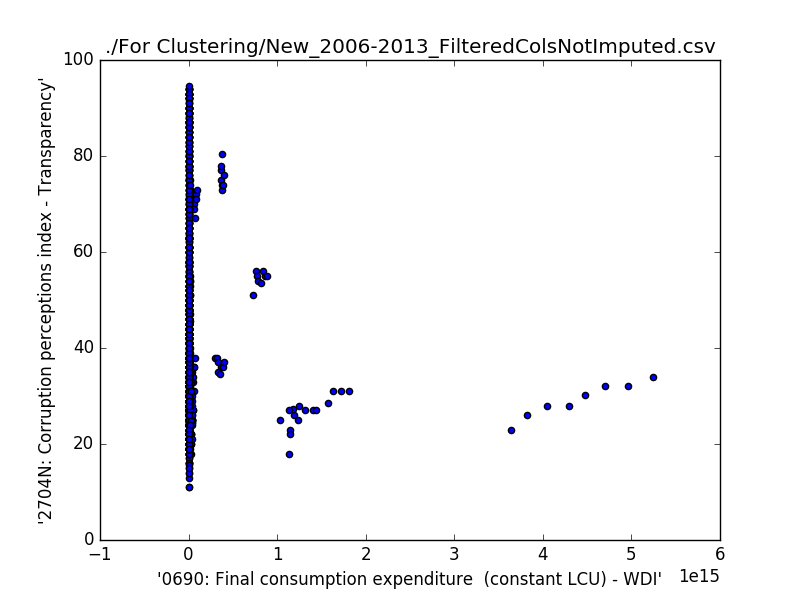 ./For Clustering/New_2006-2013_FilteredColsNotImputed.csv
'2704N: Corruption perceptions index - Transparency'
100
80
60
40
20
0
−1 0 1 2 3 4 5 6
1e15
'0690: Final consumption expenditure  (constant LCU) - WDI'